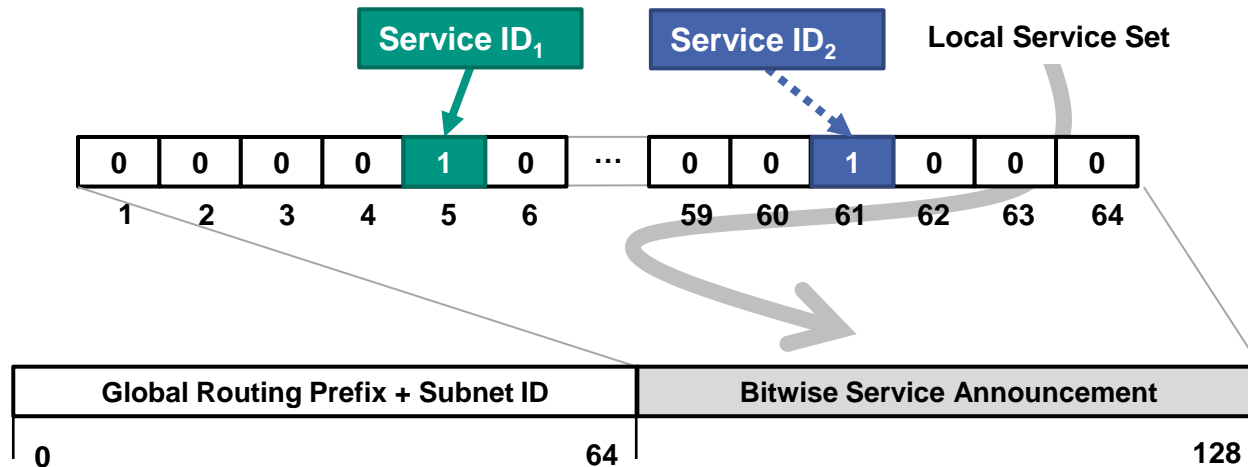 Service ID₁ Service ID₂ Local Service Set
0 0 0 0 1 0 ... 0 0 1 0 0 0
1 2 3 4 5 6 59 60 61 62 63 64
Global Routing Prefix + Subnet ID Bitwise Service Announcement
0 64 128